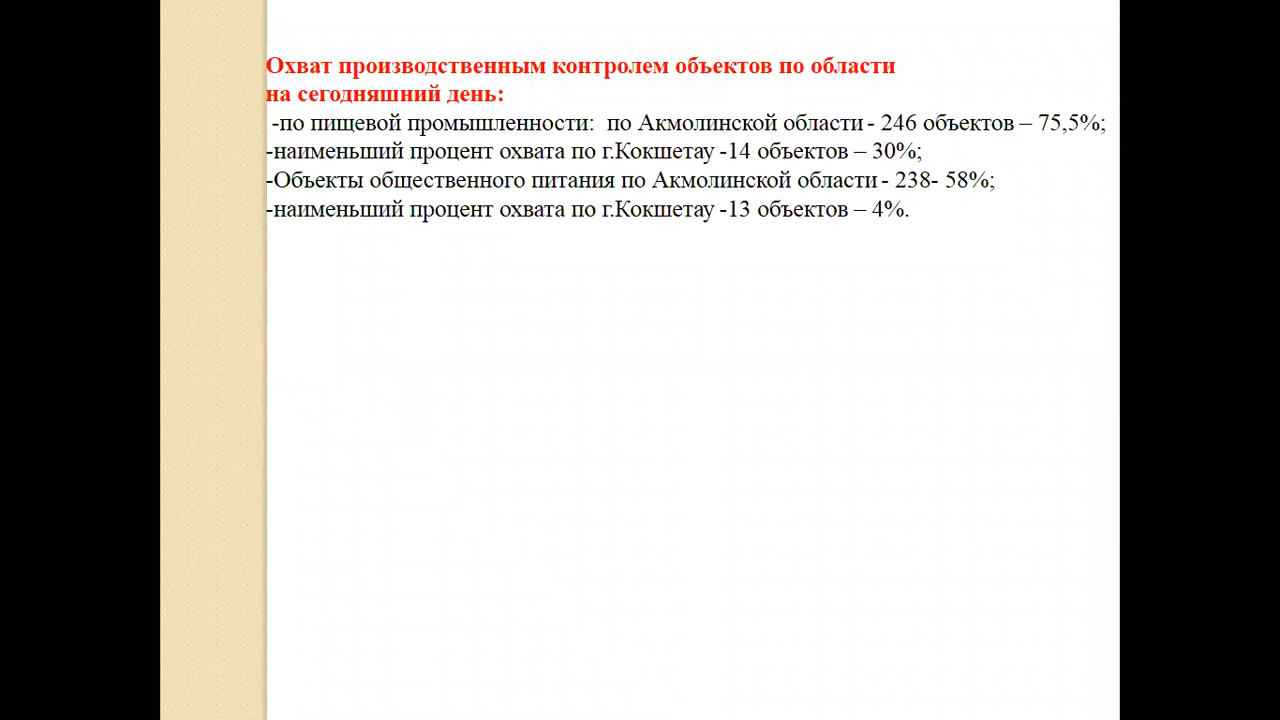 Охват производственным контролем объектов по области
на сегодняшний день:
-по пищевой промышленности: по Акмолинской области - 246 объектов – 75,5%;
-наименьший процент охвата по г.Кокшетау -14 объектов – 30%;
-Объекты общественного питания по Акмолинской области - 238- 58%;
-наименьший процент охвата по г.Кокшетау -13 объектов – 4%.